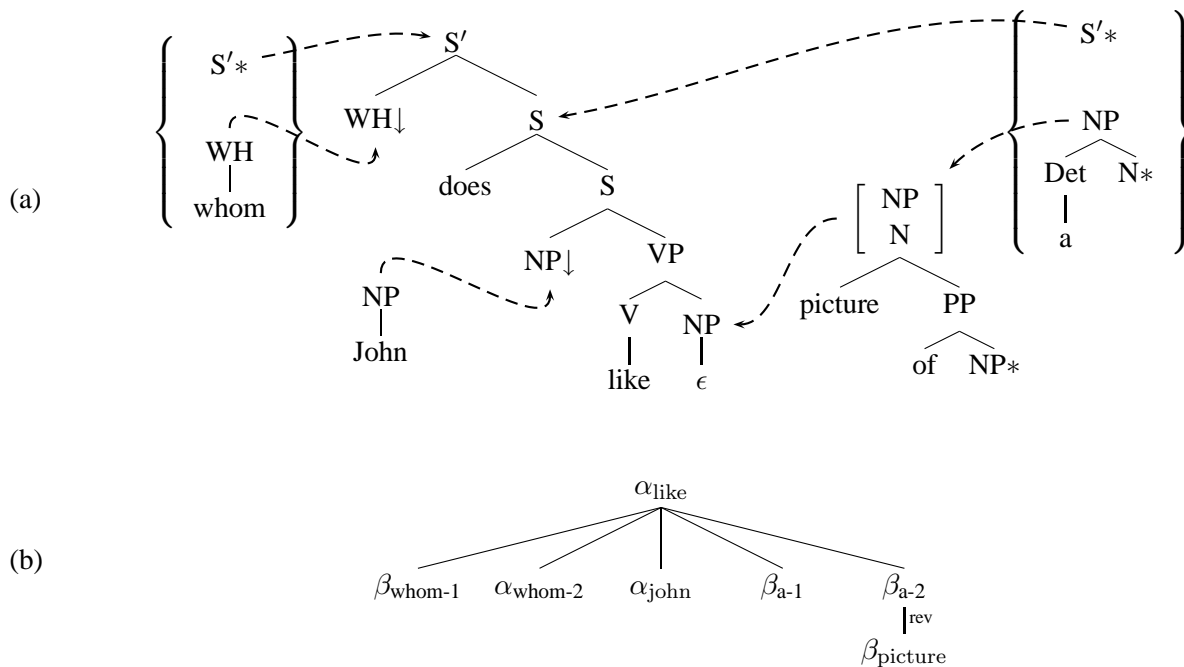 S′* S′ S′*
WH↓ S NP
WH does S Det N*
(a) whom NP↓ VP [NP N] a
NP V NP picture PP
John like ϵ of NP*
α_like
(b) β_whom-1 α_whom-2 α_john β_a-1 β_a-2
rev
β_picture